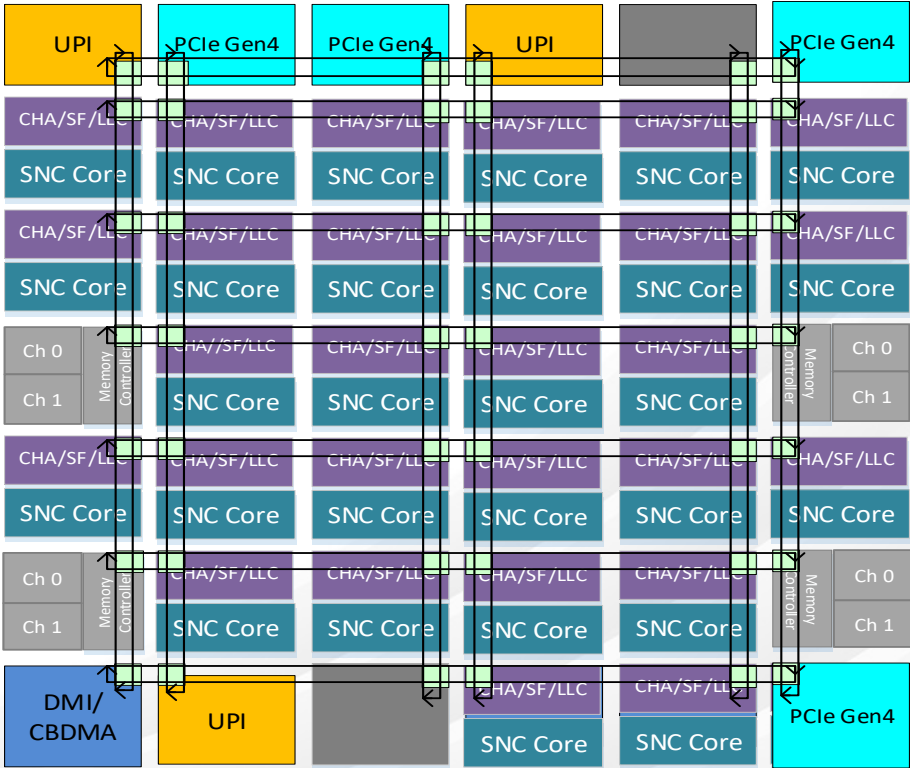 UPI
PCIe Gen4
PCIe Gen4
UPI
PCIe Gen4
CHA/SF/LLC
CHA/SF/LLC
CHA/SF/LLC
CHA/SF/LLC
CHA/SF/LLC
CHA/SF/LLC
SNC Core
SNC Core
SNC Core
SNC Core
SNC Core
SNC Core
CHA/SF/LLC
CHA/SF/LLC
CHA/SF/LLC
CHA/SF/LLC
CHA/SF/LLC
CHA/SF/LLC
SNC Core
SNC Core
SNC Core
SNC Core
SNC Core
SNC Core
Ch 0
Ch 1
Memory
Controller
CHA//SF/LLC
CHA/SF/LLC
CHA/SF/LLC
CHA/SF/LLC
Memory
Controller
Ch 0
Ch 1
SNC Core
SNC Core
SNC Core
SNC Core
CHA/SF/LLC
CHA/SF/LLC
CHA/SF/LLC
CHA/SF/LLC
CHA/SF/LLC
CHA/SF/LLC
SNC Core
SNC Core
SNC Core
SNC Core
SNC Core
SNC Core
Ch 0
Ch 1
Memory
Controller
CHA/SF/LLC
CHA/SF/LLC
CHA/SF/LLC
CHA/SF/LLC
Memory
Controller
Ch 0
Ch 1
SNC Core
SNC Core
SNC Core
SNC Core
DMI/
CBDMA
UPI
CHA/SF/LLC
CHA/SF/LLC
PCIe Gen4
SNC Core
SNC Core